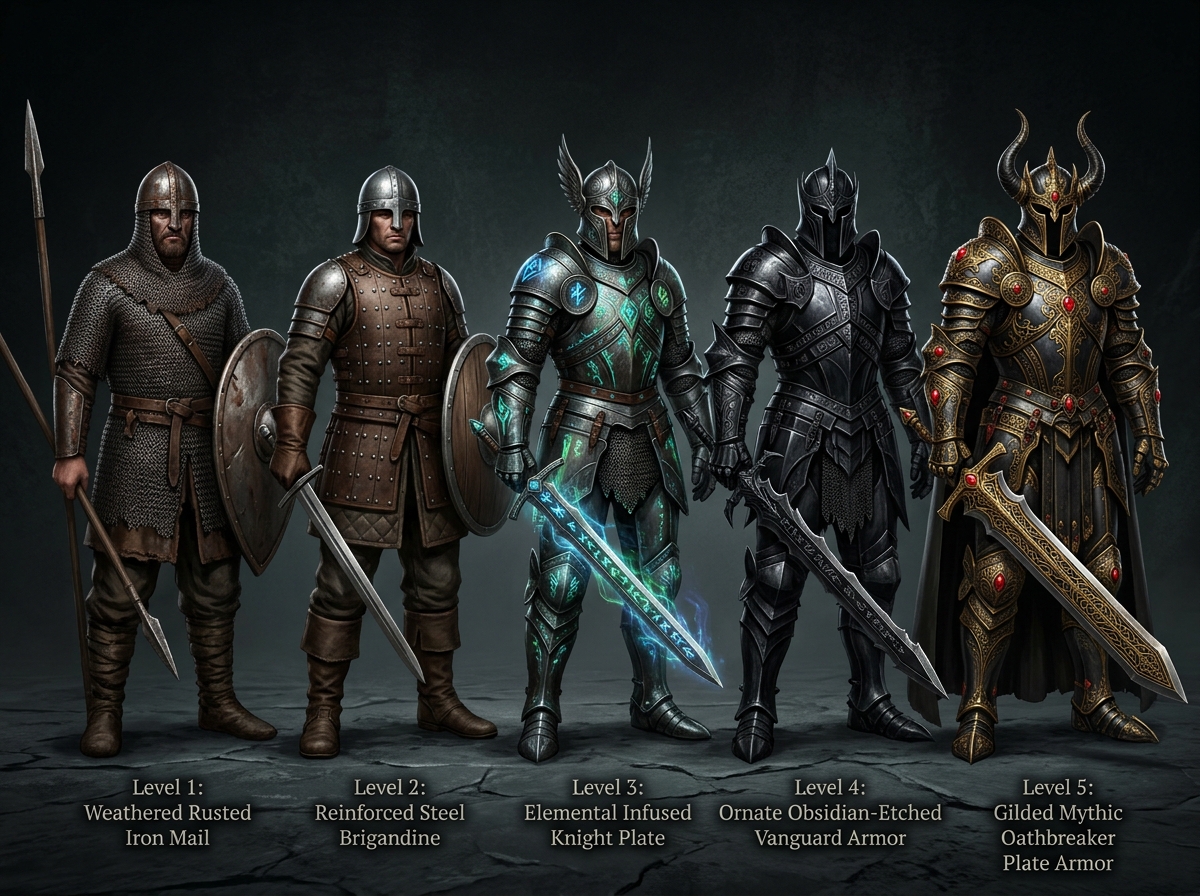 Level 1:
Weathered Rusted
Iron Mail
Level 2:
Reinforced Steel
Brigandine
Level 3:
Elemental Infused
Knight Plate
Level 4:
Ornate Obsidian-Etched
Vanguard Armor
Level 5:
Gilded Mythic
Oathbreaker
Plate Armor